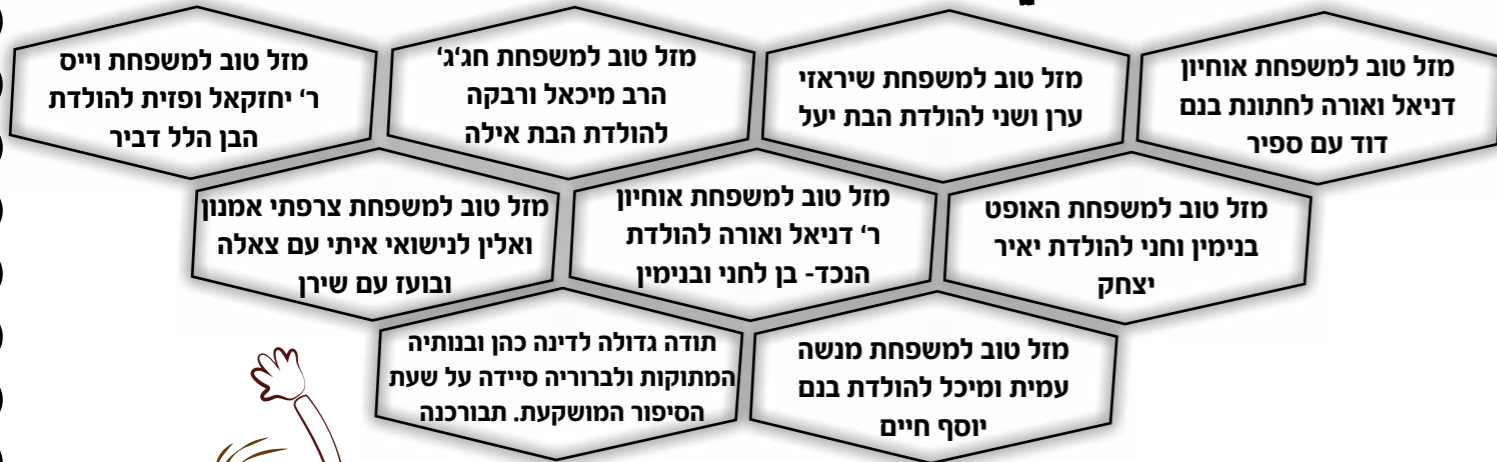 מזל טוב למשפחת אוחיון
דניאל ואורה לחתונת בנם
דוד עם ספיר
מזל טוב למשפחת שיראזי
ערן ושני להולדת הבת יעל
מזל טוב למשפחת חג'ג'
הרב מיכאל ורבקה
להולדת הבת אילה
מזל טוב למשפחת וייס
ר' יחזקאל ופזית להולדת
הבן הלל דביר
מזל טוב למשפחת האופט
בנימין וחני להולדת יאיר
יצחק
מזל טוב למשפחת אוחיון
ר' דניאל ואורה להולדת
הנכד- בן לחני ובנימין
מזל טוב למשפחת צרפתי אמנון
ואלין לנישואי איתי עם צאלה
ובועז עם שירן
מזל טוב למשפחת מנשה
עמית ומיכל להולדת בנם
יוסף חיים
תודה גדולה לדינה כהן ובנותיה
המתוקות ולברוריה סיידה על שעת
הסיפור המושקעת. תבורכנה